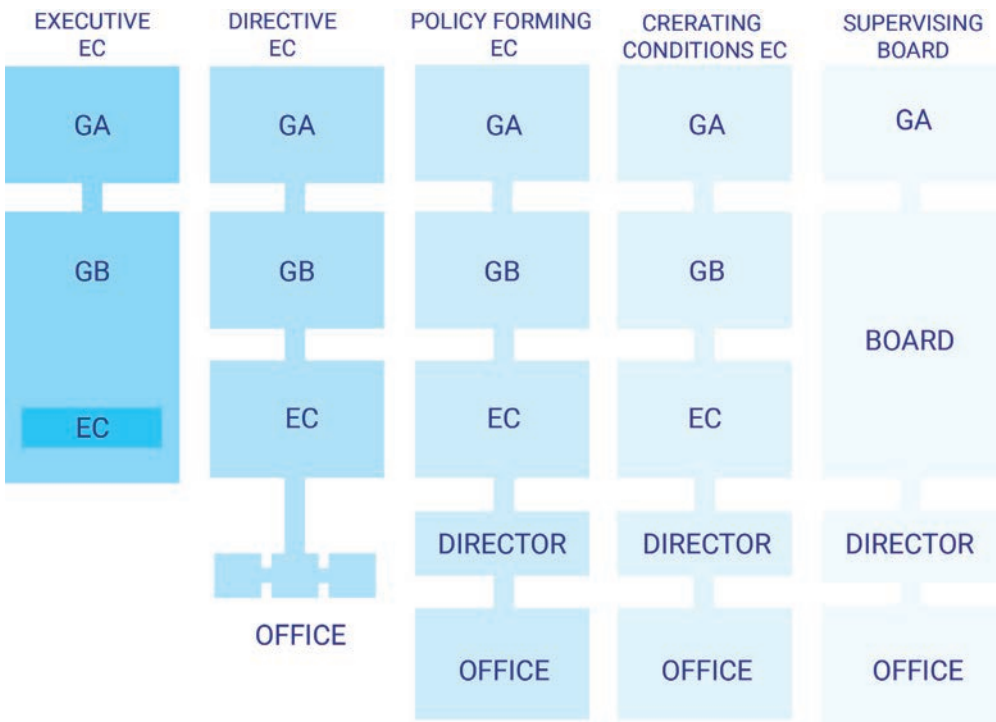 EXECUTIVE
EC
DIRECTIVE
EC
POLICY FORMING
EC
CRERATING
CONDITIONS EC
SUPERVISING
BOARD
GA
GA
GA
GA
GA
GB
GB
GB
GB
BOARD
EC
EC
EC
EC
DIRECTOR
DIRECTOR
DIRECTOR
OFFICE
OFFICE
OFFICE
OFFICE